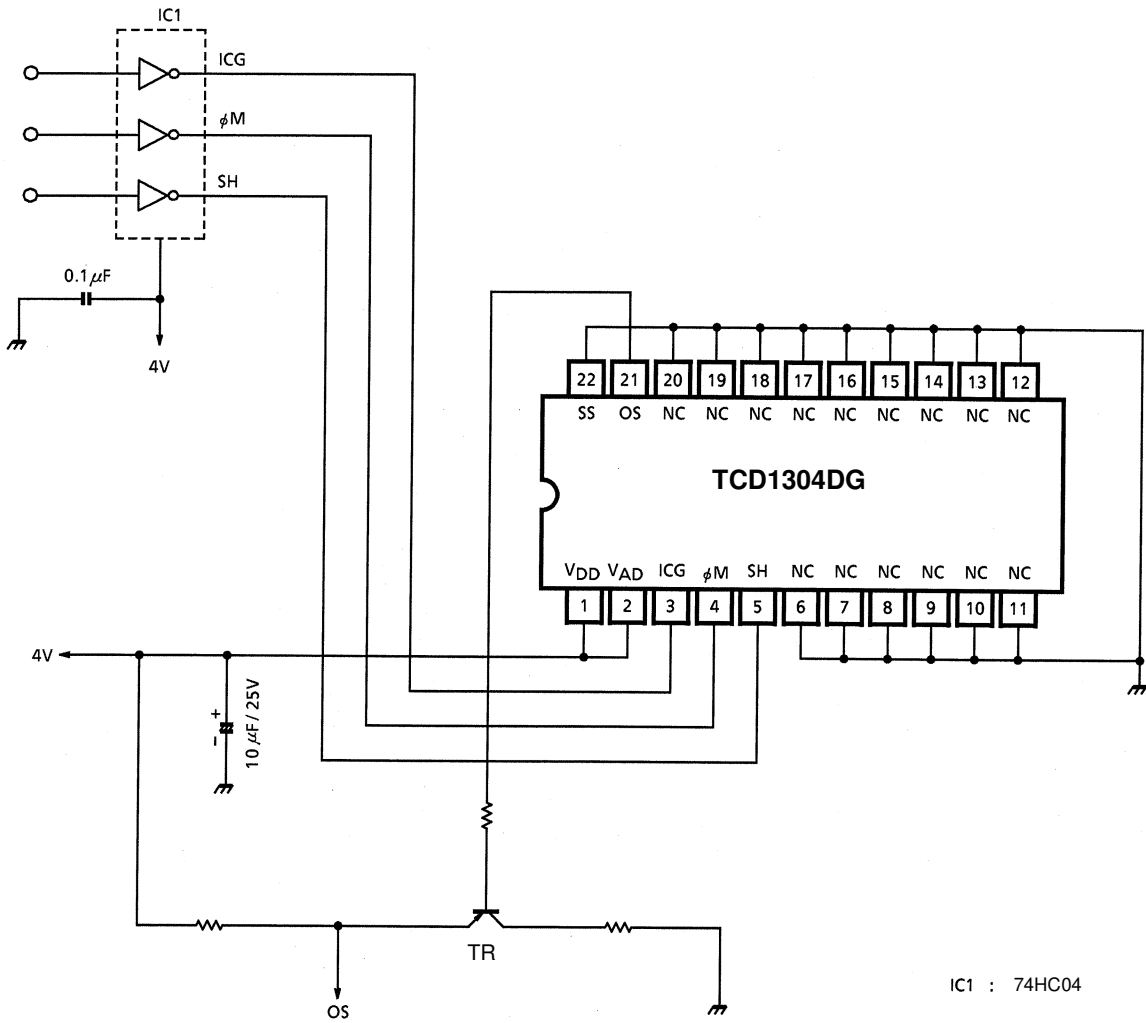 IC1
ICG
φM
SH
0.1μF
4V
22 21 20 19 18 17 16 15 14 13 12
SS OS NC NC NC NC NC NC NC NC NC
TCD1304DG
VDD VAD ICG φM SH NC NC NC NC NC NC
1 2 3 4 5 6 7 8 9 10 11
4V
+
-
10 μF/25V
TR
OS
IC1 : 74HC04